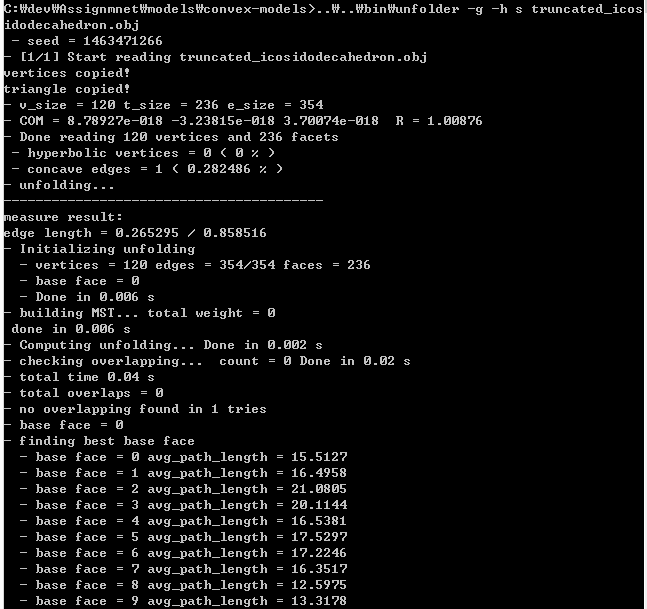 C:₩dev₩Assignmnet₩models₩convex-models>..₩..₩bin₩unfolder -g -h s truncated_icos
idodecahedron.obj
 - seed = 1463471266
 - [1/1] Start reading truncated_icosidodecahedron.obj
vertices copied!
triangle copied!
- v_size = 120 t_size = 236 e_size = 354
- COM = 8.78927e-018 -3.23815e-018 3.70074e-018  R = 1.00876
- Done reading 120 vertices and 236 facets
 - hyperbolic vertices = 0 ( 0 % )
 - concave edges = 1 ( 0.282486 % )
- unfolding...
----------------------------------------
measure result:
edge length = 0.265295 / 0.858516
- Initializing unfolding
  - vertices = 120 edges = 354/354 faces = 236
  - base face = 0
  - Done in 0.006 s
- building MST... total weight = 0
 done in 0.006 s
- Computing unfolding... Done in 0.002 s
- checking overlapping...  count = 0 Done in 0.02 s
- total time 0.04 s
- total overlaps = 0
- no overlapping found in 1 tries
- base face = 0
- finding best base face
  - base face = 0 avg_path_length = 15.5127
  - base face = 1 avg_path_length = 16.4958
  - base face = 2 avg_path_length = 21.0805
  - base face = 3 avg_path_length = 20.1144
  - base face = 4 avg_path_length = 16.5381
  - base face = 5 avg_path_length = 17.5297
  - base face = 6 avg_path_length = 17.2246
  - base face = 7 avg_path_length = 16.3517
  - base face = 8 avg_path_length = 12.5975
  - base face = 9 avg_path_length = 13.3178